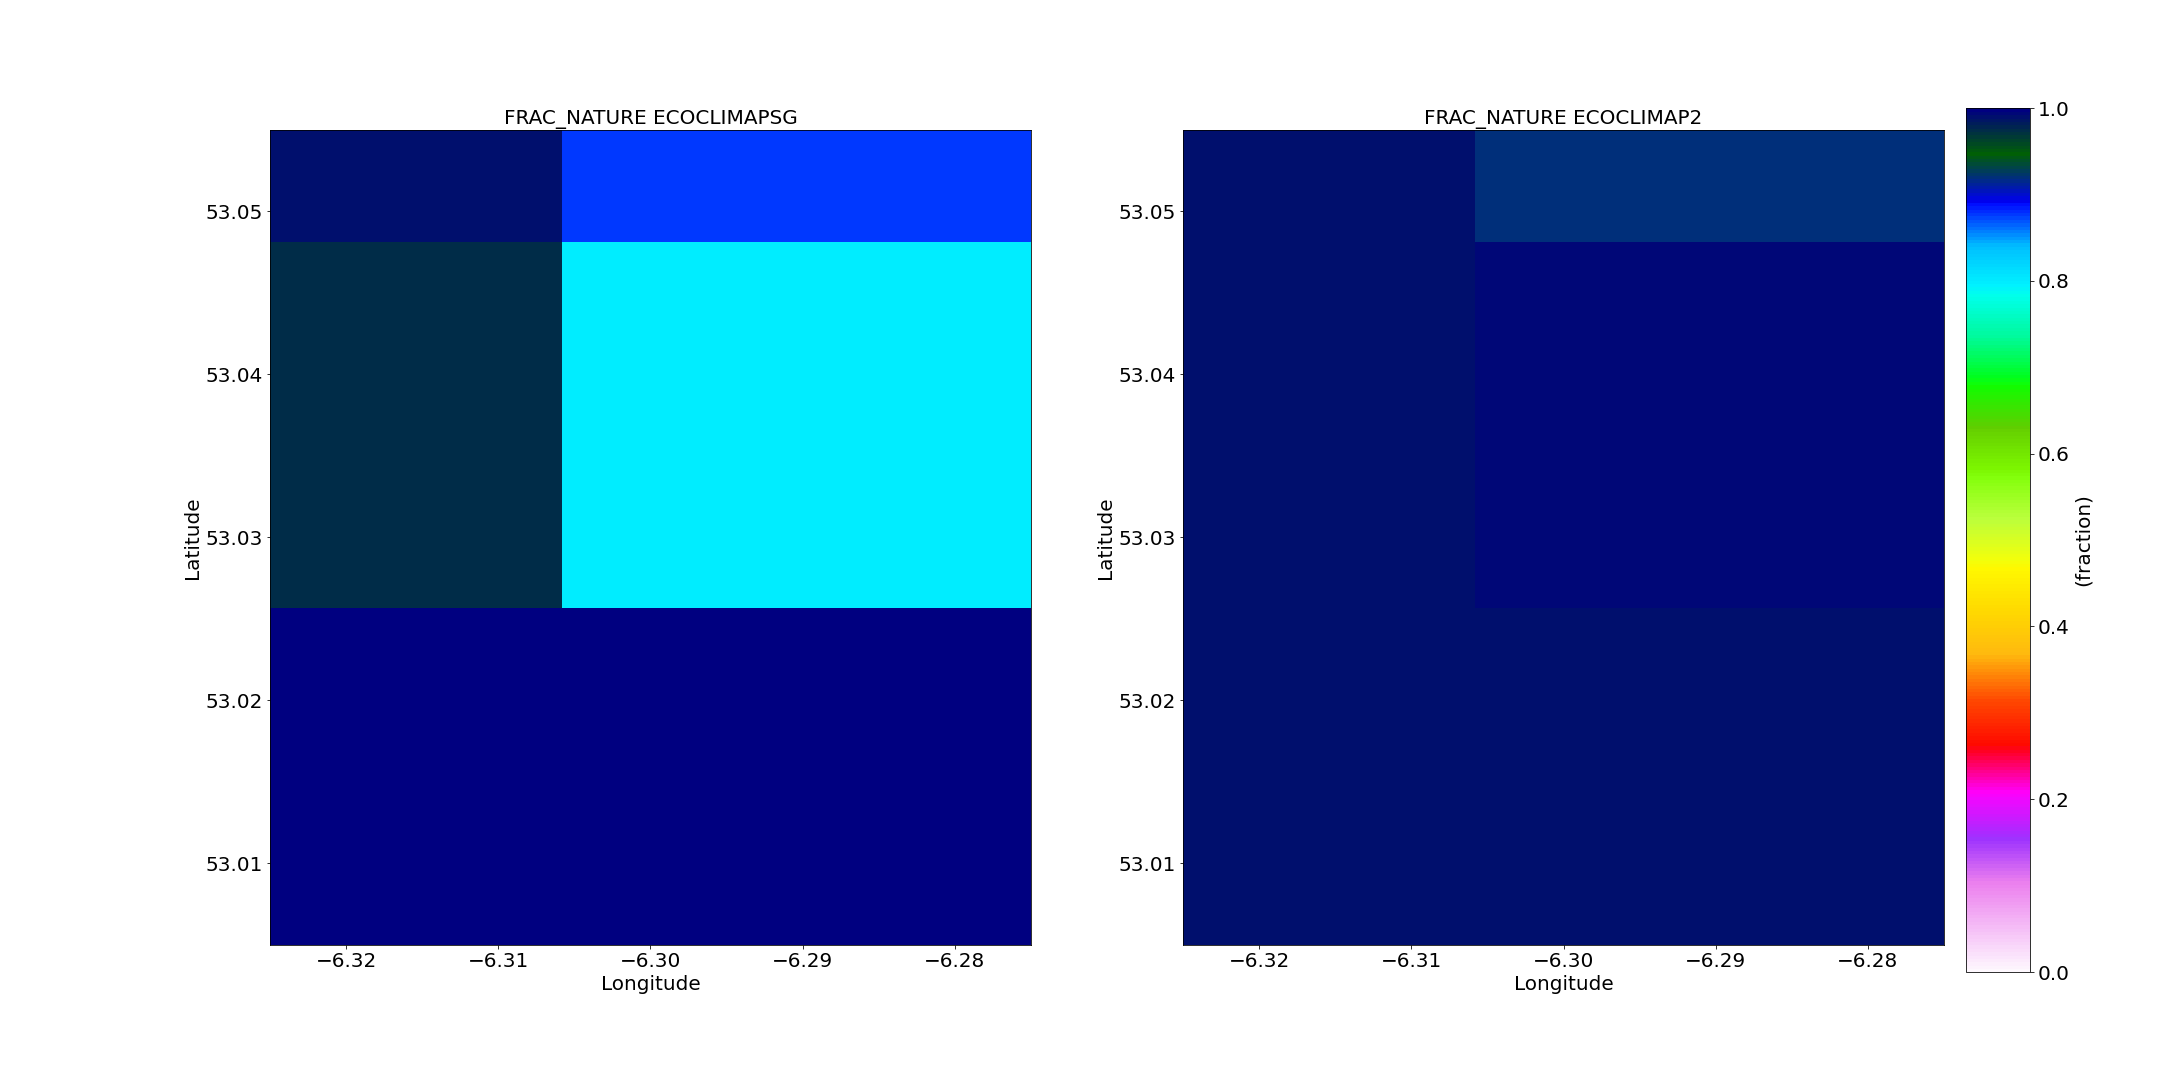 FRAC_NATURE ECOCLIMAPSG
Latitude
53.05
53.04
53.03
53.02
53.01
−6.32 −6.31 −6.30 −6.29 −6.28
Longitude
FRAC_NATURE ECOCLIMAP2
Latitude
53.05
53.04
53.03
53.02
53.01
−6.32 −6.31 −6.30 −6.29 −6.28
Longitude
1.0
0.8
0.6
0.4
0.2
0.0
(fraction)